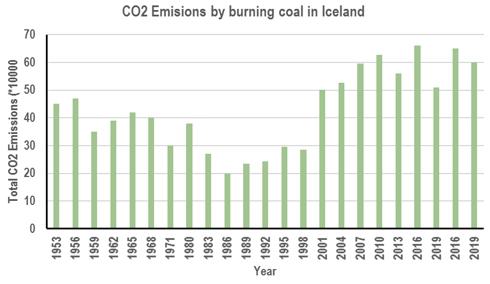 CO2 Emisions by burning coal in Iceland
Total CO2 Emissions (*10000
70
60
50
40
30
20
10
0
1953 1956 1959 1962 1965 1968 1971 1980 1983 1986 1989 1992 1995 1998 2001 2004 2007 2010 2013 2016 2019 2016 2019
Year